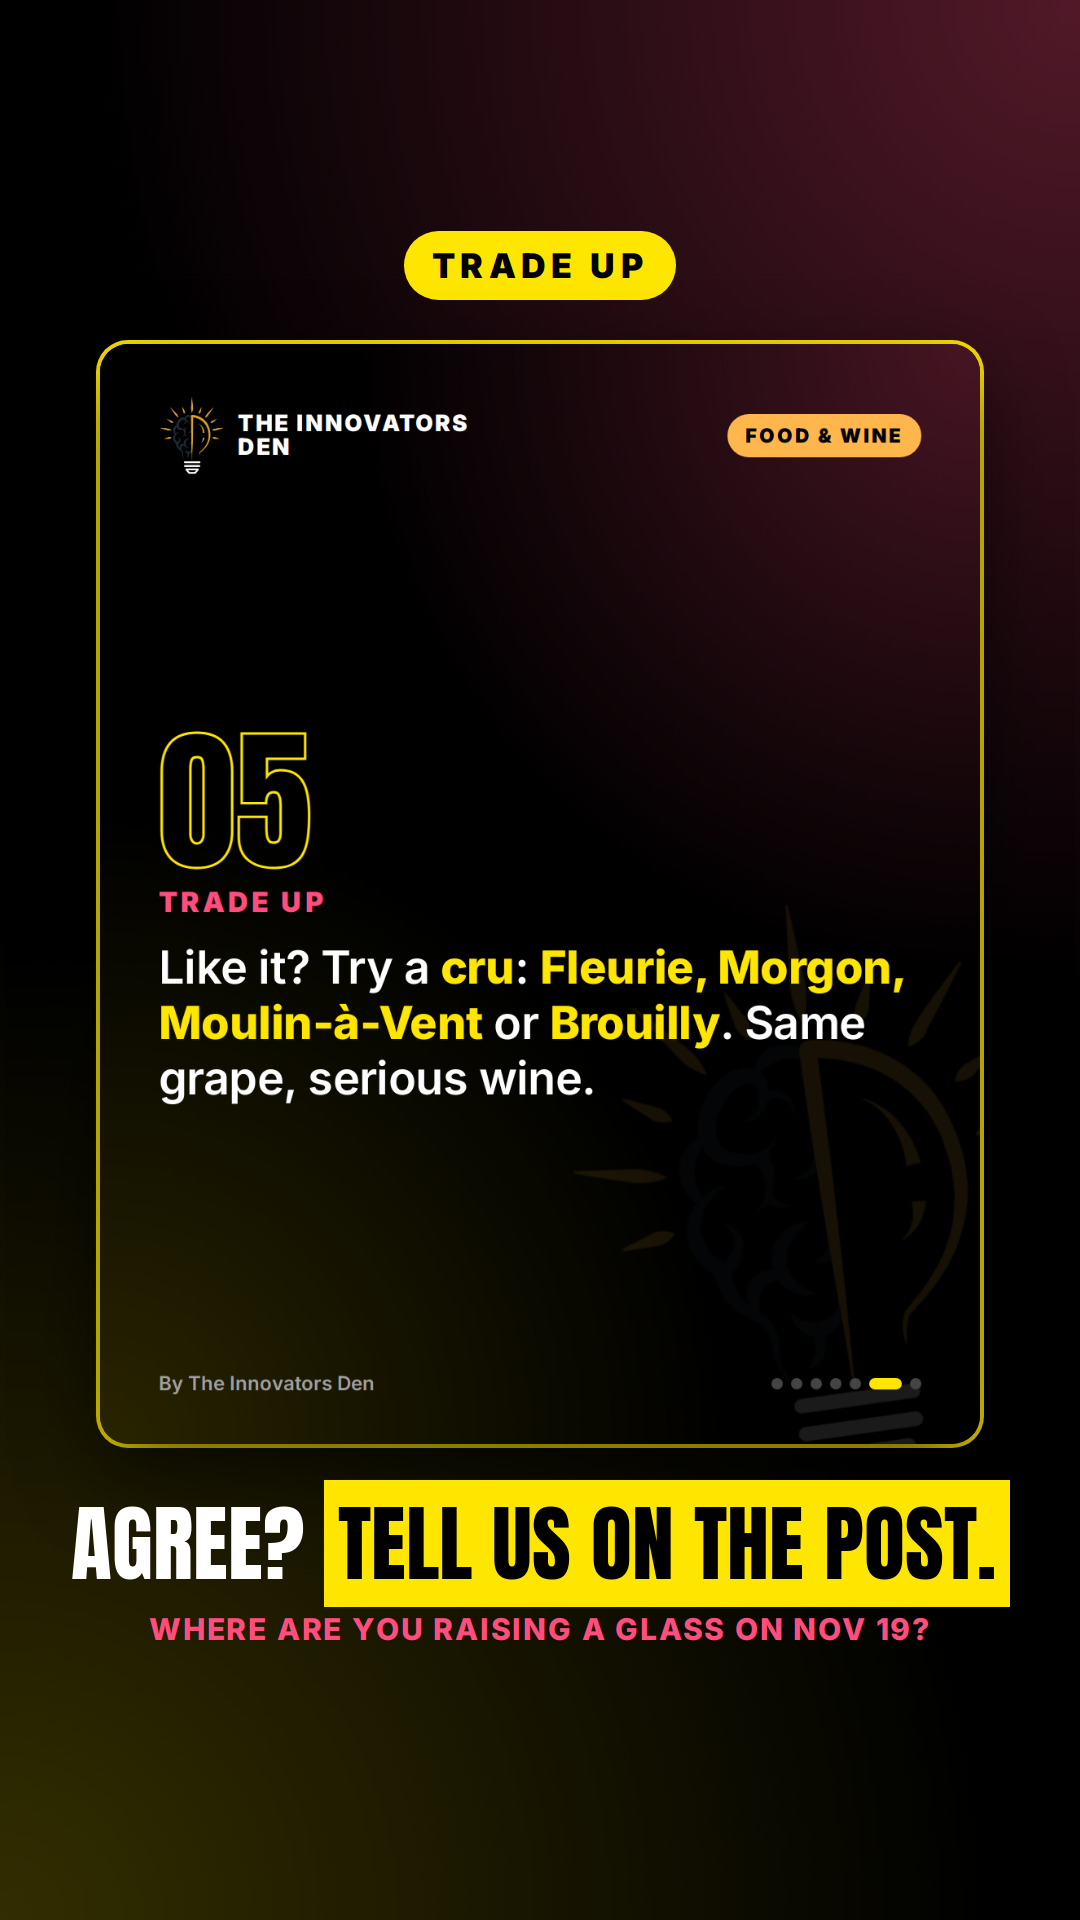 TRADE UP
THE INNOVATORS
DEN
FOOD & WINE
05
TRADE UP
Like it? Try a cru: Fleurie, Morgon,
Moulin-à-Vent or Brouilly. Same
grape, serious wine.
By The Innovators Den
AGREE? TELL US ON THE POST.
WHERE ARE YOU RAISING A GLASS ON NOV 19?